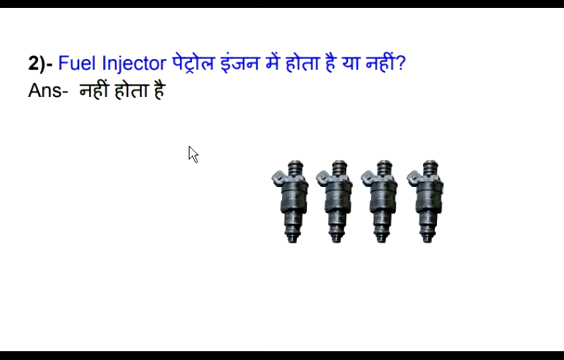 2)- Fuel Injector पेट्रोल इंजन में होता है या नहीं?
Ans- नहीं होता है